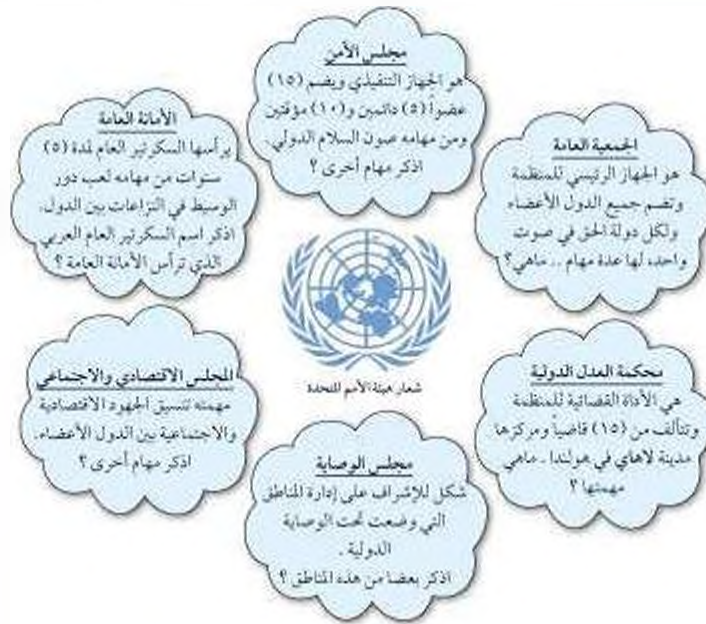 مجلس الأمن
هو الجهاز التنفيذي ويضم (١٥)
عضواً (٥) دائمين و(١٠) مؤقتين
ومن مهامه صون السلام الدولي.
اذكر مهام أخرى ؟
الجمعية العامة
هو الجهاز الرئيسي للمنظمة
وتضم جميع الدول الأعضاء
ولكل دولة الحق في صوت
واحد، لها عدة مهام .. ماهي؟
الأمانة العامة
يرأسها السكرتير العام لمدة (٥)
سنوات من مهامه لعب دور
الوسيط في النزاعات بين الدول.
اذكر اسم السكرتير العام العربي
الذي ترأس الأمانة العامة ؟
شعار هيئة الأمم المتحدة
محكمة العدل الدولية
هي الأداة القضائية للمنظمة
وتتألف من (١٥) قاضياً ومركزها
مدينة لاهاي في هولندا . ماهي
مهمتها ؟
المجلس الاقتصادي والاجتماعي
مهمته تنسيق الجهود الاقتصادية
والاجتماعية بين الدول الأعضاء.
اذكر مهام أخرى ؟
مجلس الوصاية
شكل للإشراف على إدارة المناطق
التي وضعت تحت الوصاية
الدولية .
اذكر بعضا من هذه المناطق ؟